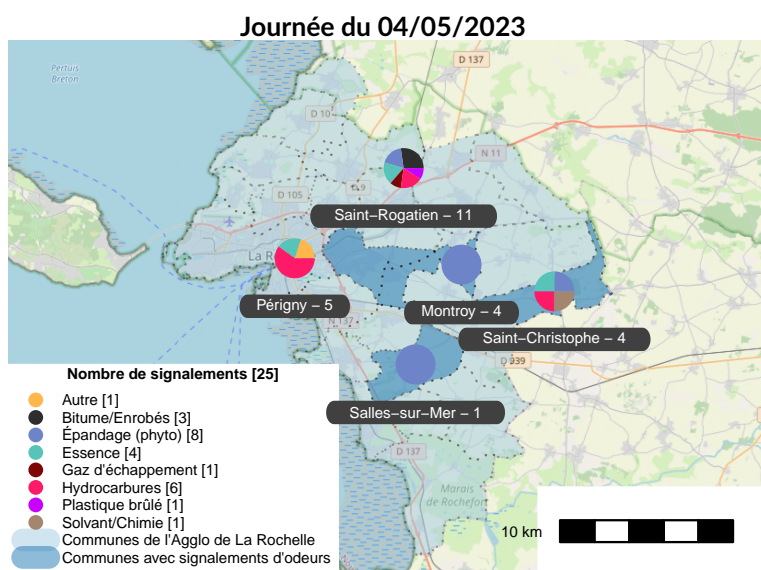 Journée du 04/05/2023
Pertuis
Breton
D 137
D 10
N 11
D 9
D 105
Saint–Rogatien – 11
La R
Périgny – 5
Montroy – 4
N 137
Saint–Christophe – 4
D 939
Nombre de signalements [25]
Autre [1]
Bitume/Enrobés [3]
Épandage (phyto) [8]
Essence [4]
Gaz d'échappement [1]
Hydrocarbures [6]
Plastique brûlé [1]
Solvant/Chimie [1]
Communes de l'Agglo de La Rochelle
Communes avec signalements d'odeurs
Salles–sur–Mer – 1
D 137
Marais
de Rochefort
10 km